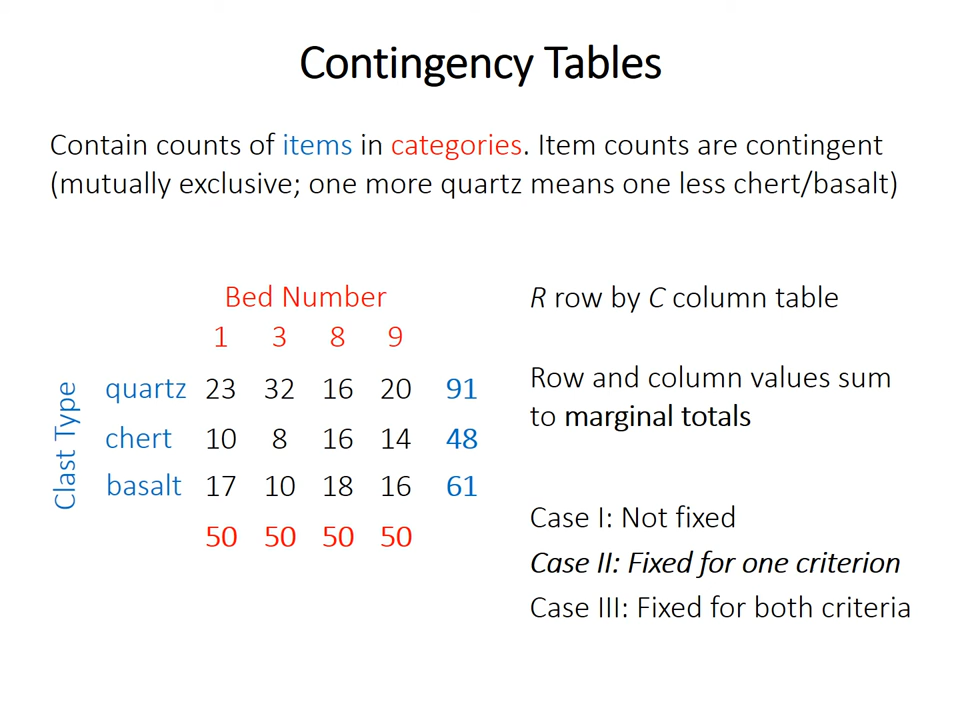 Contingency Tables
Contain counts of items in categories. Item counts are contingent
(mutually exclusive; one more quartz means one less chert/basalt)
Bed Number
1 3 8 9
Clast Type
quartz 23 32 16 20 91
chert 10 8 16 14 48
basalt 17 10 18 16 61
50 50 50 50
R row by C column table
Row and column values sum
to marginal totals
Case I: Not fixed
Case II: Fixed for one criterion
Case III: Fixed for both criteria